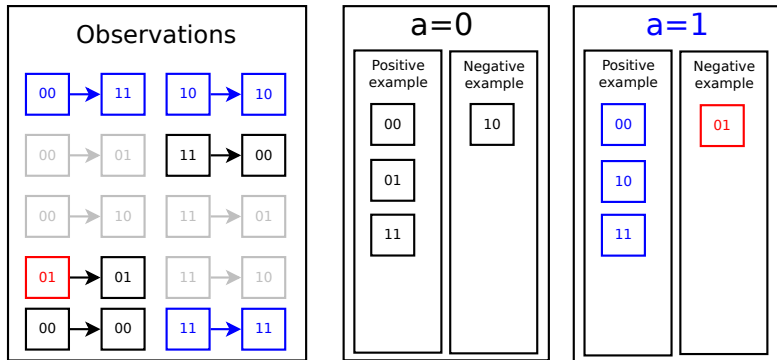 Observations
00 11 10 10
00 01 11 00
00 10 11 01
01 01 11 10
00 00 11 11
a=0
Positive
example
Negative
example
00 10
01
11
a=1
Positive
example
Negative
example
00 01
10
11